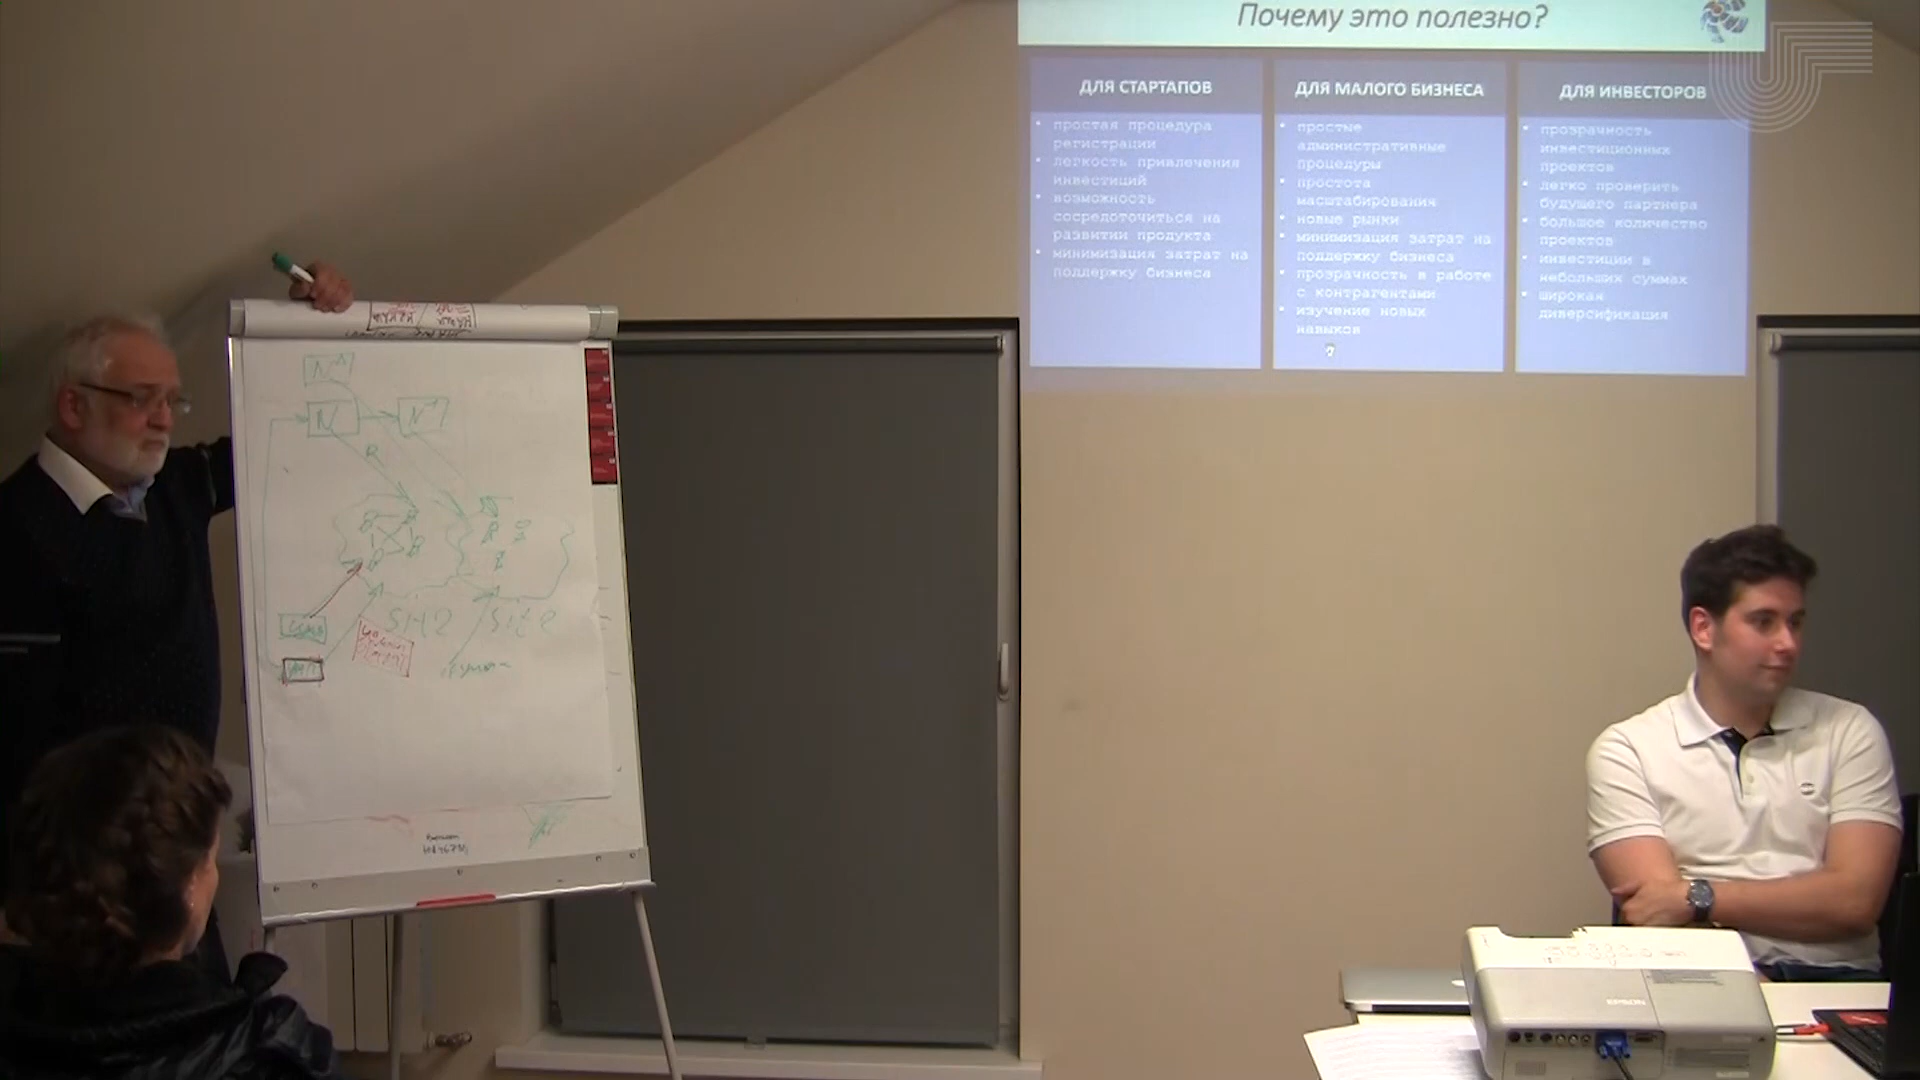 Почему это полезно?
ДЛЯ СТАРТАПОВ
• простая процедура
регистрации
• легкость привлечения
инвестиций
• возможность
сосредоточиться на
развитии продукта
• минимизация затрат на
поддержку бизнеса
ДЛЯ МАЛОГО БИЗНЕСА
• простые
административные
процедуры
• простота
масштабирования
• новые рынки
• минимизация затрат на
поддержку бизнеса
• прозрачность в работе
с контрагентами
• изучение новых
навыков
ДЛЯ ИНВЕСТОРОВ
• прозрачность
инвестиционных
проектов
• легко проверить
будущего партнера
• большое количество
проектов
• инвестиции в
небольших суммах
• широкая
диверсификация
N
R